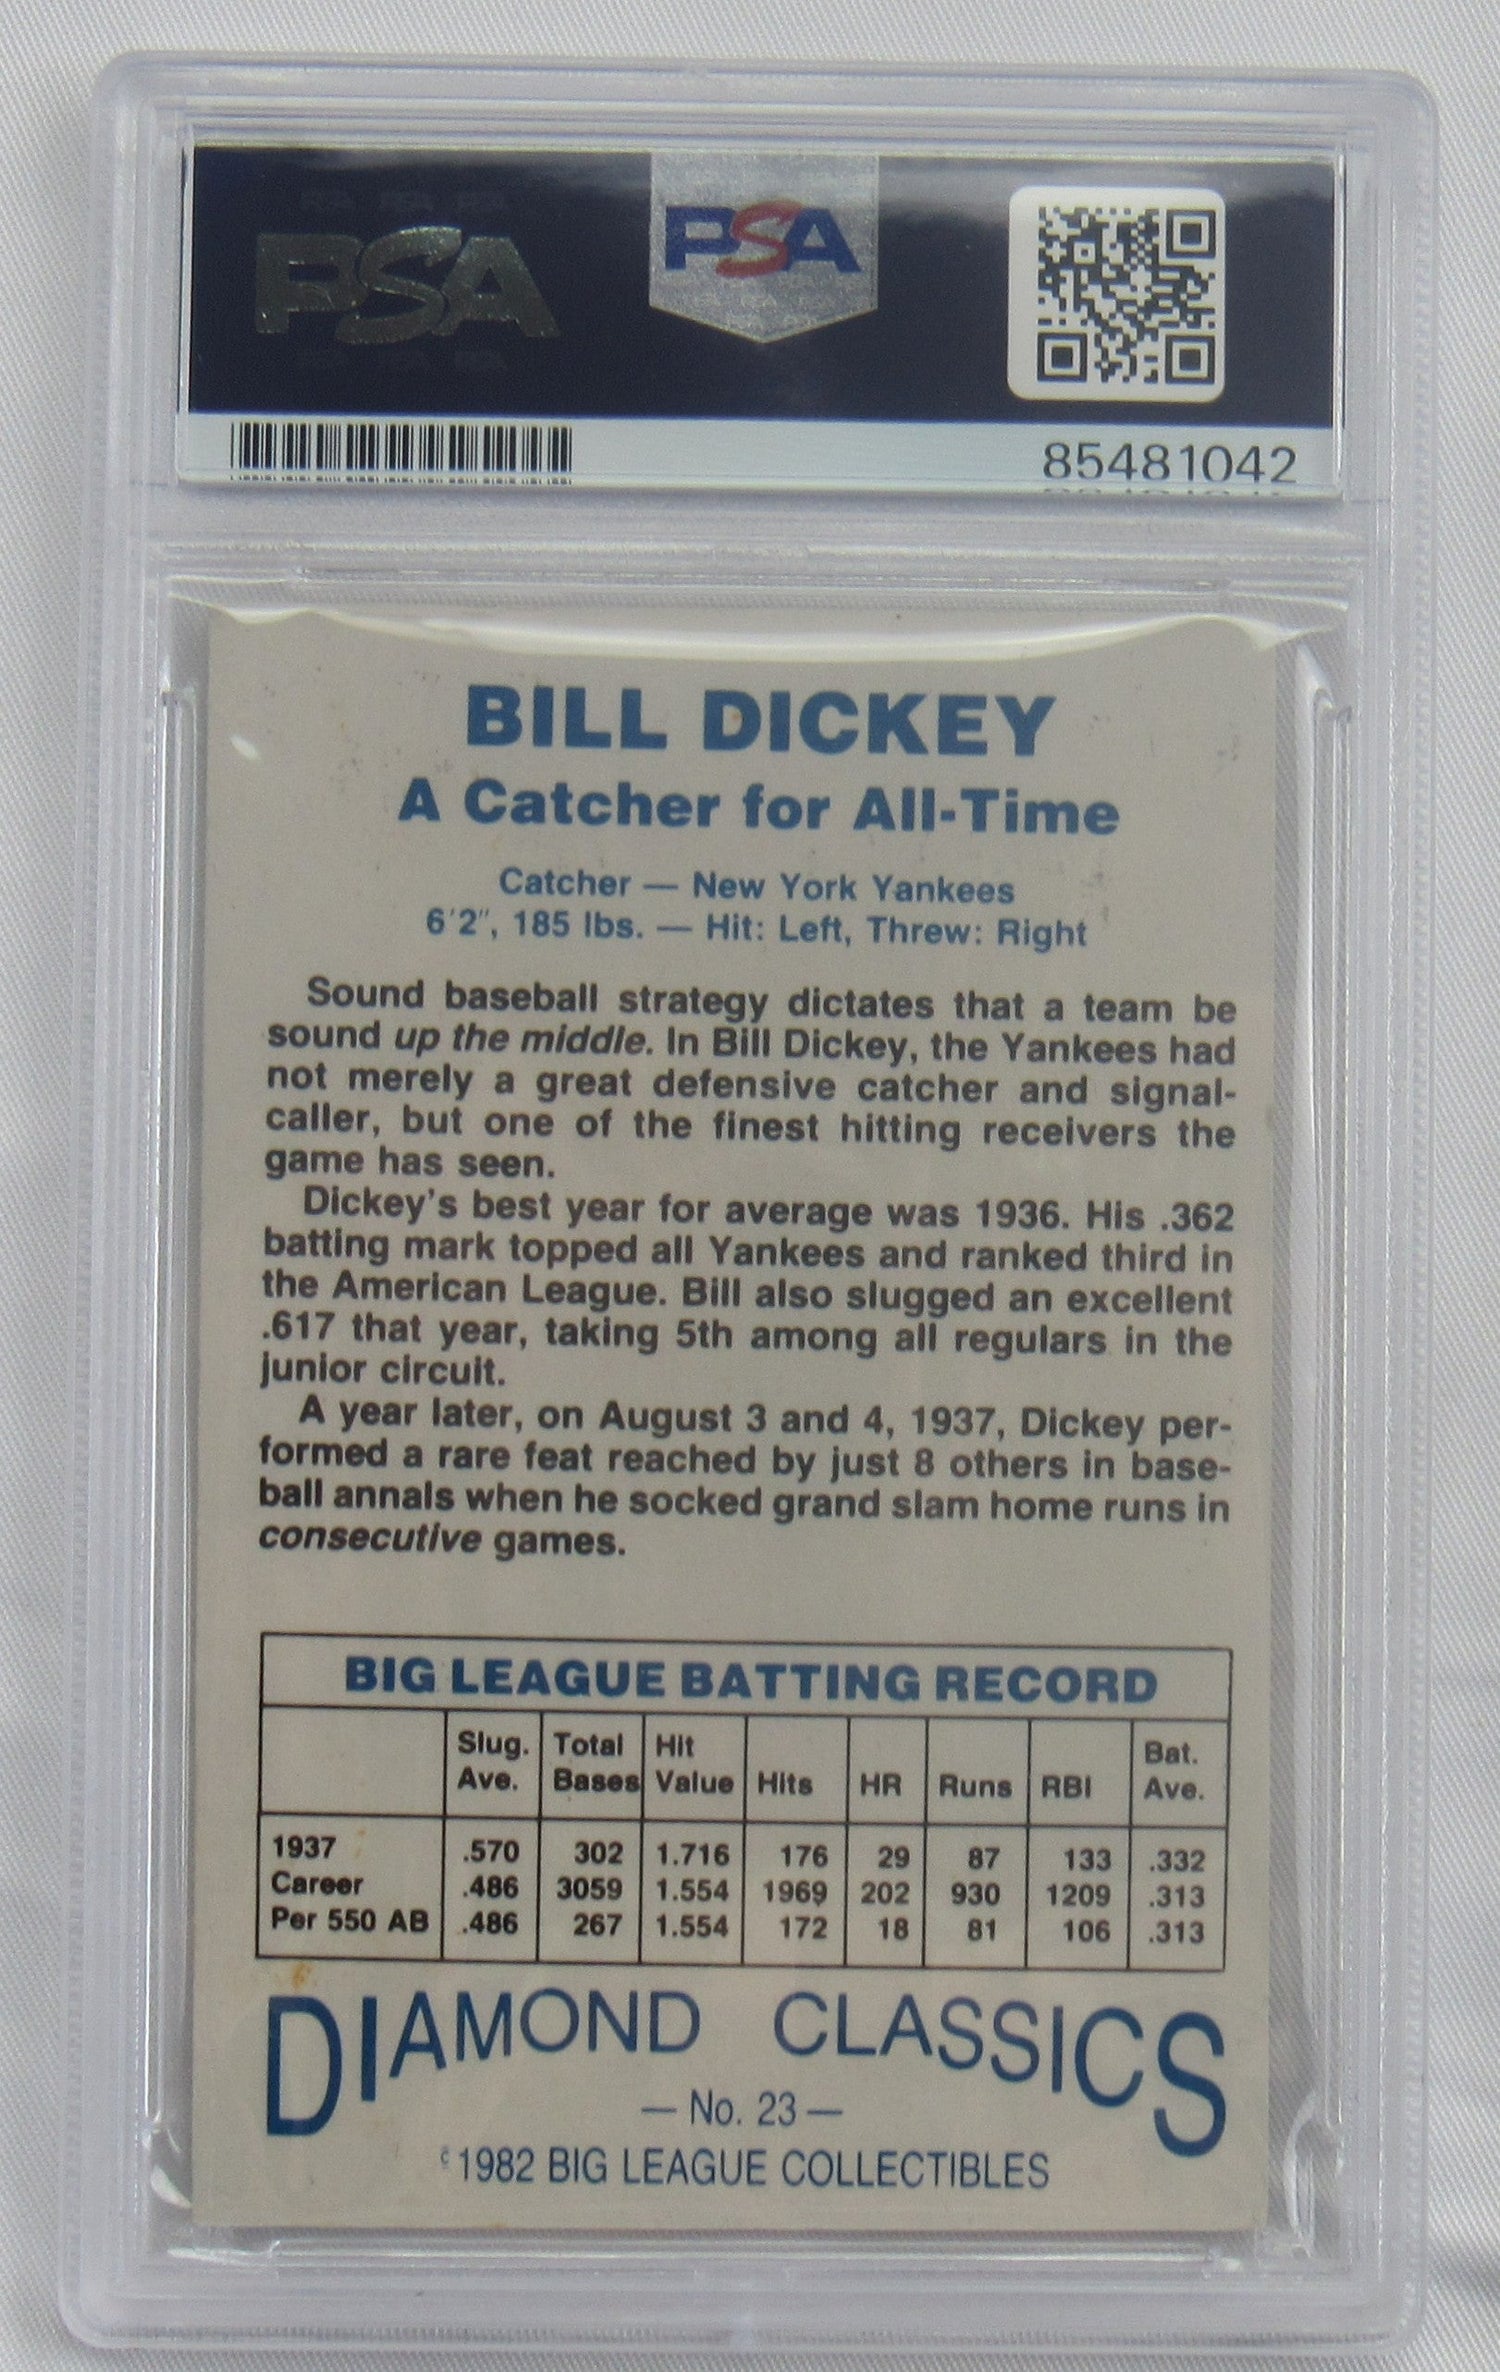 PSA
PSA
85481042
BILL DICKEY
A Catcher for All-Time
Catcher — New York Yankees
6'2", 185 lbs. — Hit: Left, Threw: Right
Sound baseball strategy dictates that a team be
sound up the middle. In Bill Dickey, the Yankees had
not merely a great defensive catcher and signal-
caller, but one of the finest hitting receivers the
game has seen.
Dickey's best year for average was 1936. His .362
batting mark topped all Yankees and ranked third in
the American League. Bill also slugged an excellent
.617 that year, taking 5th among all regulars in the
junior circuit.
A year later, on August 3 and 4, 1937, Dickey per-
formed a rare feat reached by just 8 others in base-
ball annals when he socked grand slam home runs in
consecutive games.
BIG LEAGUE BATTING RECORD
Slug. Ave. Total Bases Hit Value Hits HR Runs RBI Bat. Ave.
1937 .570 302 1.716 176 29 87 133 .332
Career .486 3059 1.554 1969 202 930 1209 .313
Per 550 AB .486 267 1.554 172 18 81 106 .313
DIAMOND CLASSICS
— No. 23 —
©1982 BIG LEAGUE COLLECTIBLES